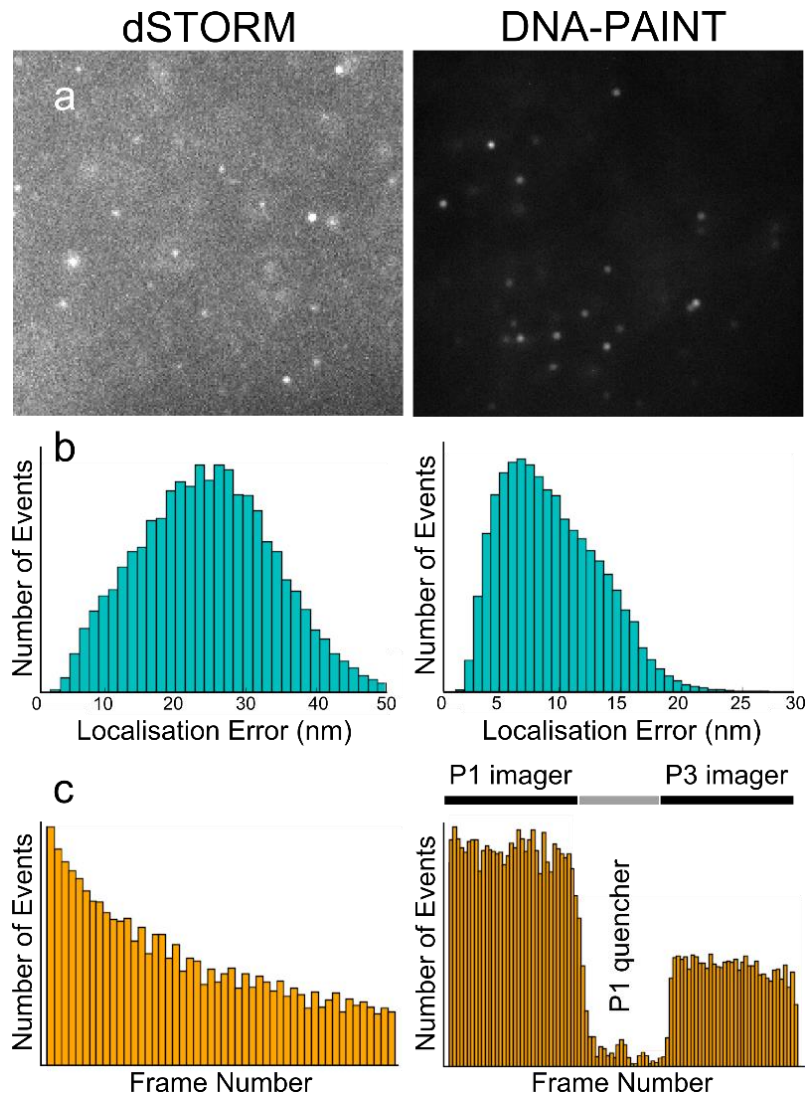 dSTORM
DNA-PAINT
a
b
Number of Events
0 10 20 30 40 50
Localisation Error (nm)
Number of Events
0 5 10 15 20 25 30
Localisation Error (nm)
c
Number of Events
Frame Number
P1 imager
P3 imager
Number of Events
P1 quencher
Frame Number